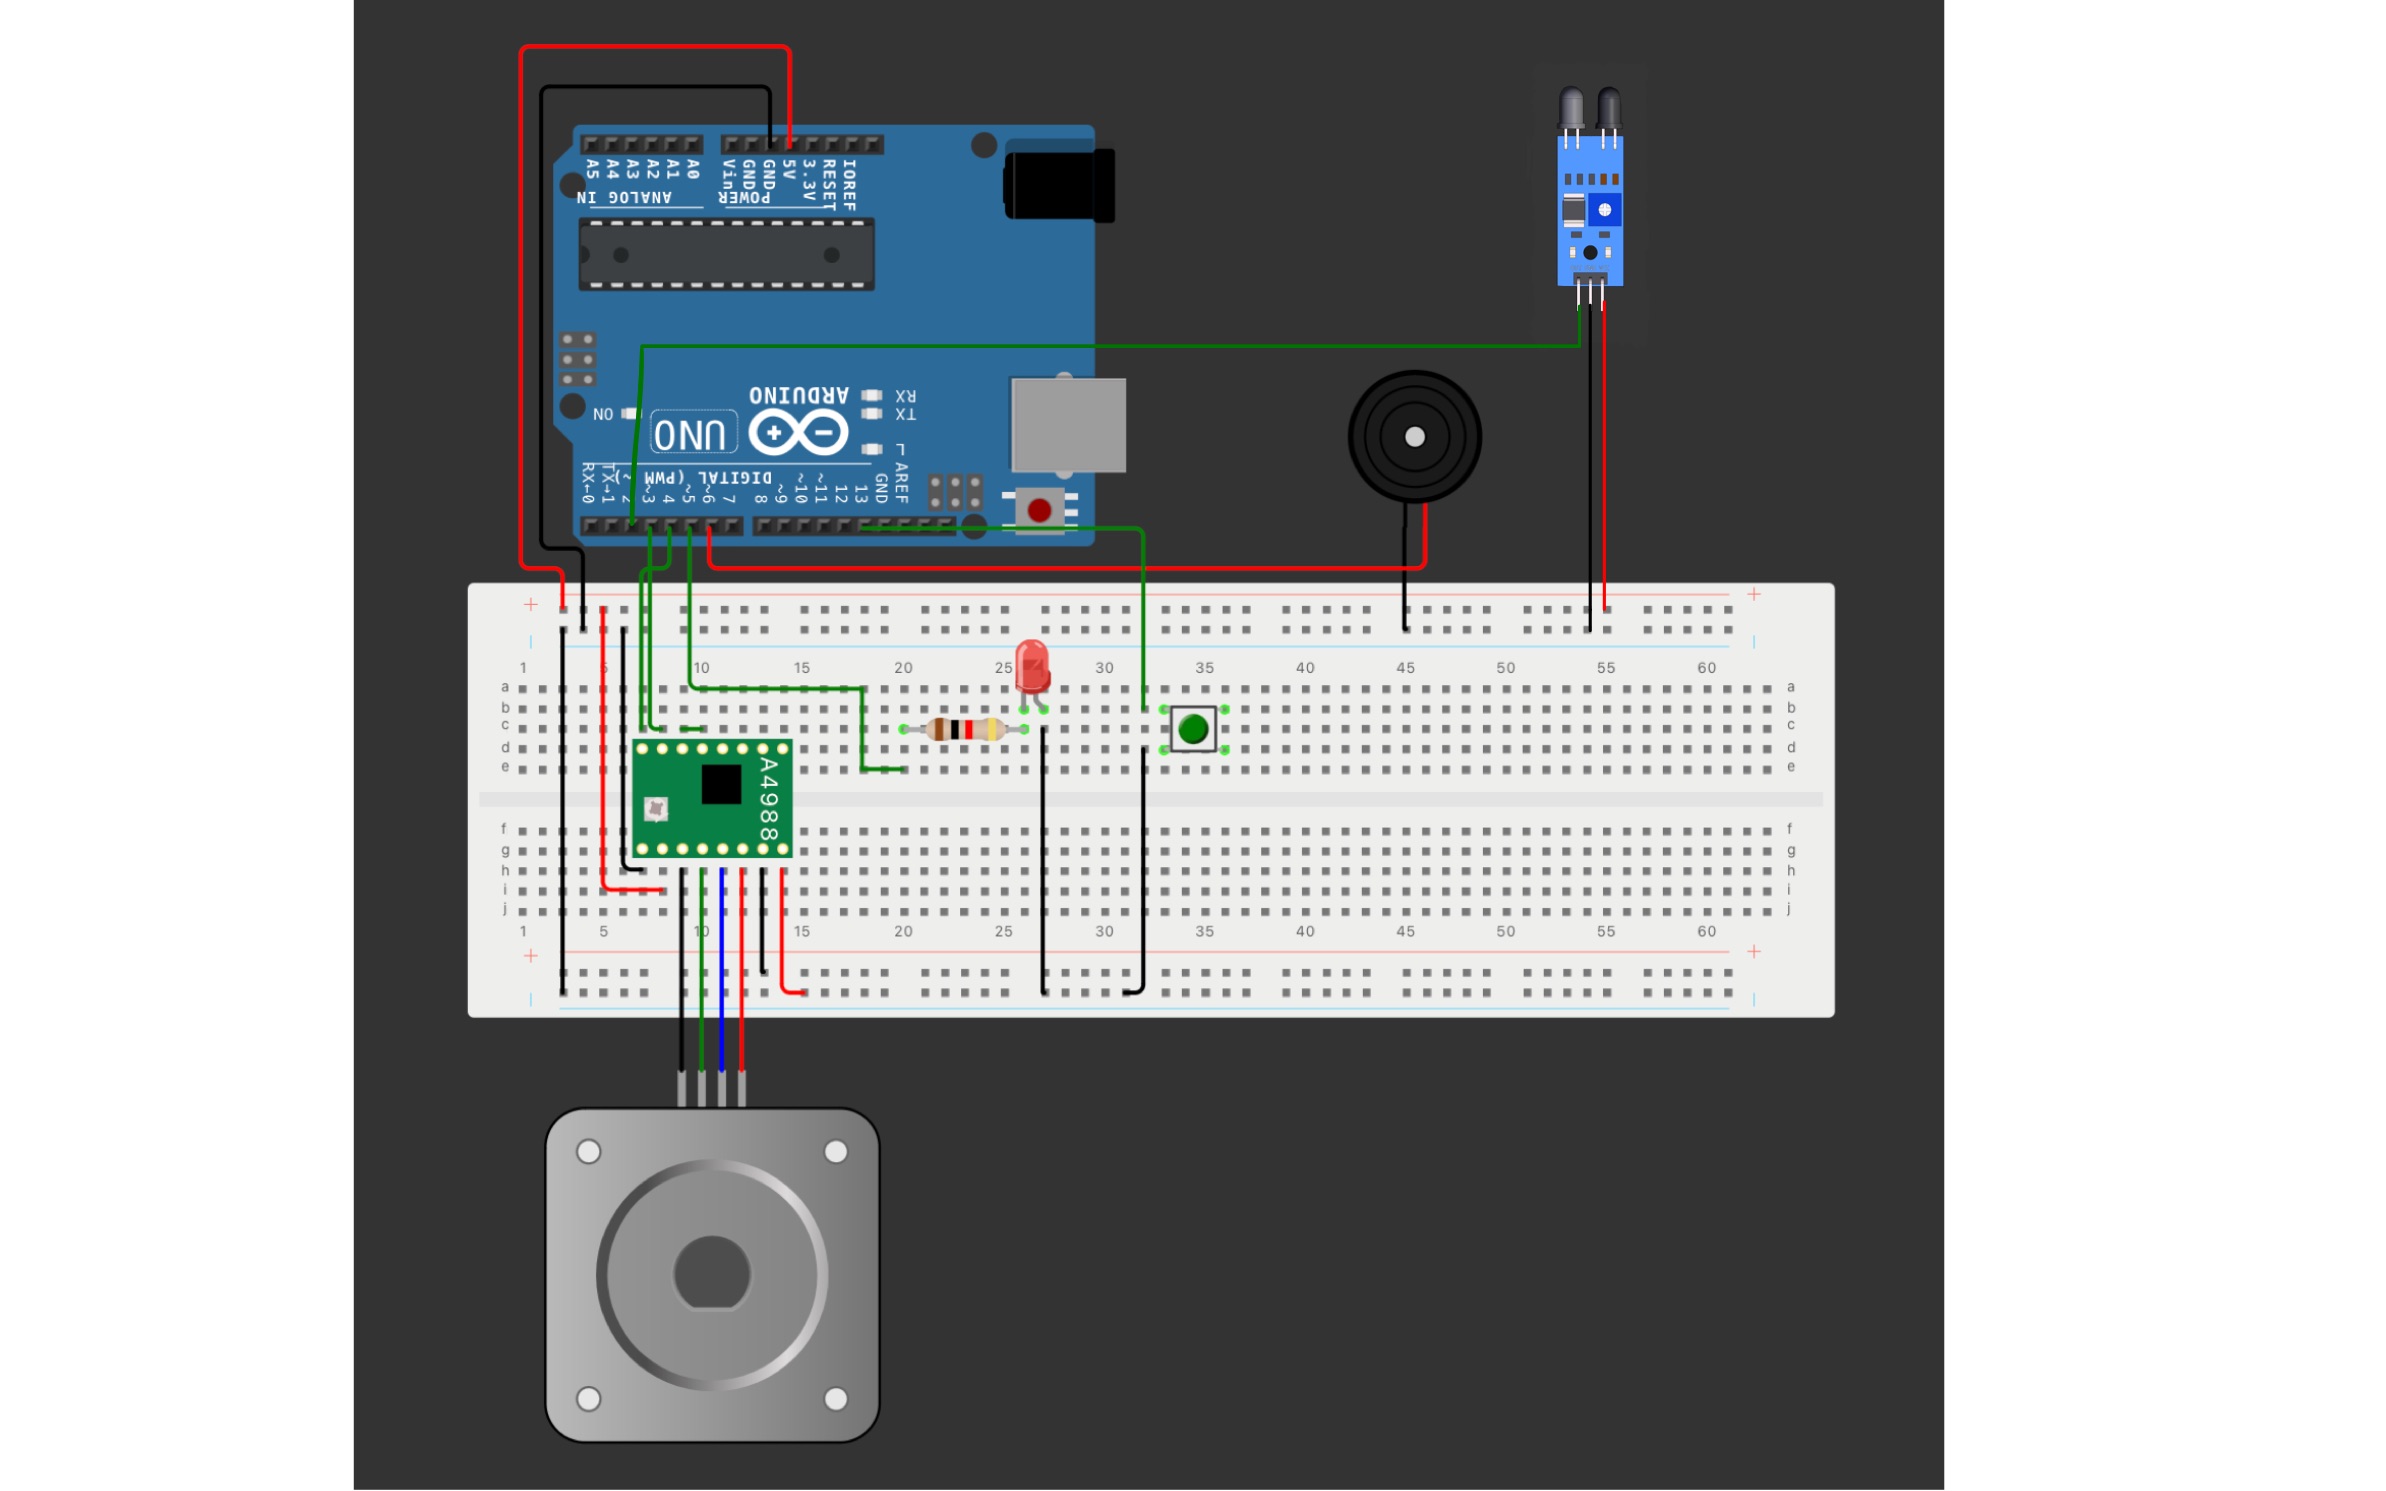 A5 A4 A3 A2 A1 A0 Vin GND GND 5V 3.3V RESET IOREF
ANALOG IN POWER
ARDUINO RX
ON UNO TX
L
RX←0 TX→1 2 ~3 4 ~5 ~6 7 8 ~9 ~10 ~11 12 13 GND AREF
DIGITAL (PWM ~)
+ +
1 5 10 15 20 25 30 35 40 45 50 55 60
a a
b b
c c
d d
e e
A4988
f f
g g
h h
i i
j j
1 5 10 15 20 25 30 35 40 45 50 55 60
+ +